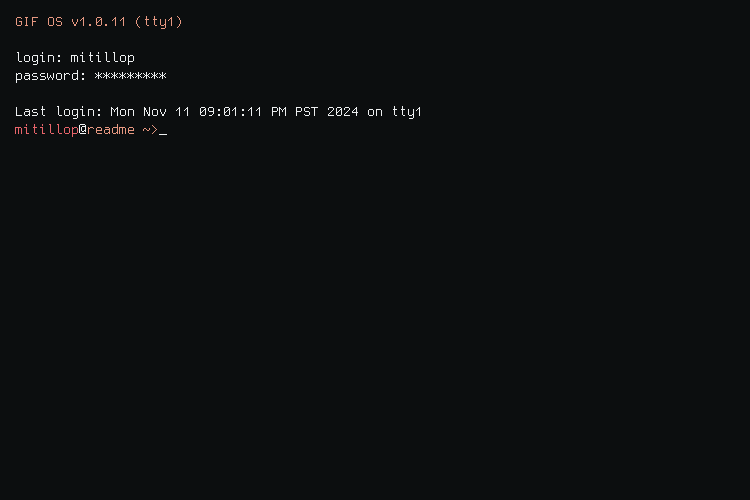 GIF OS v1.0.11 (tty1)
login: mitillop
password: *********
Last login: Mon Nov 11 09:01:11 PM PST 2024 on tty1
mitillop@readme ~>_